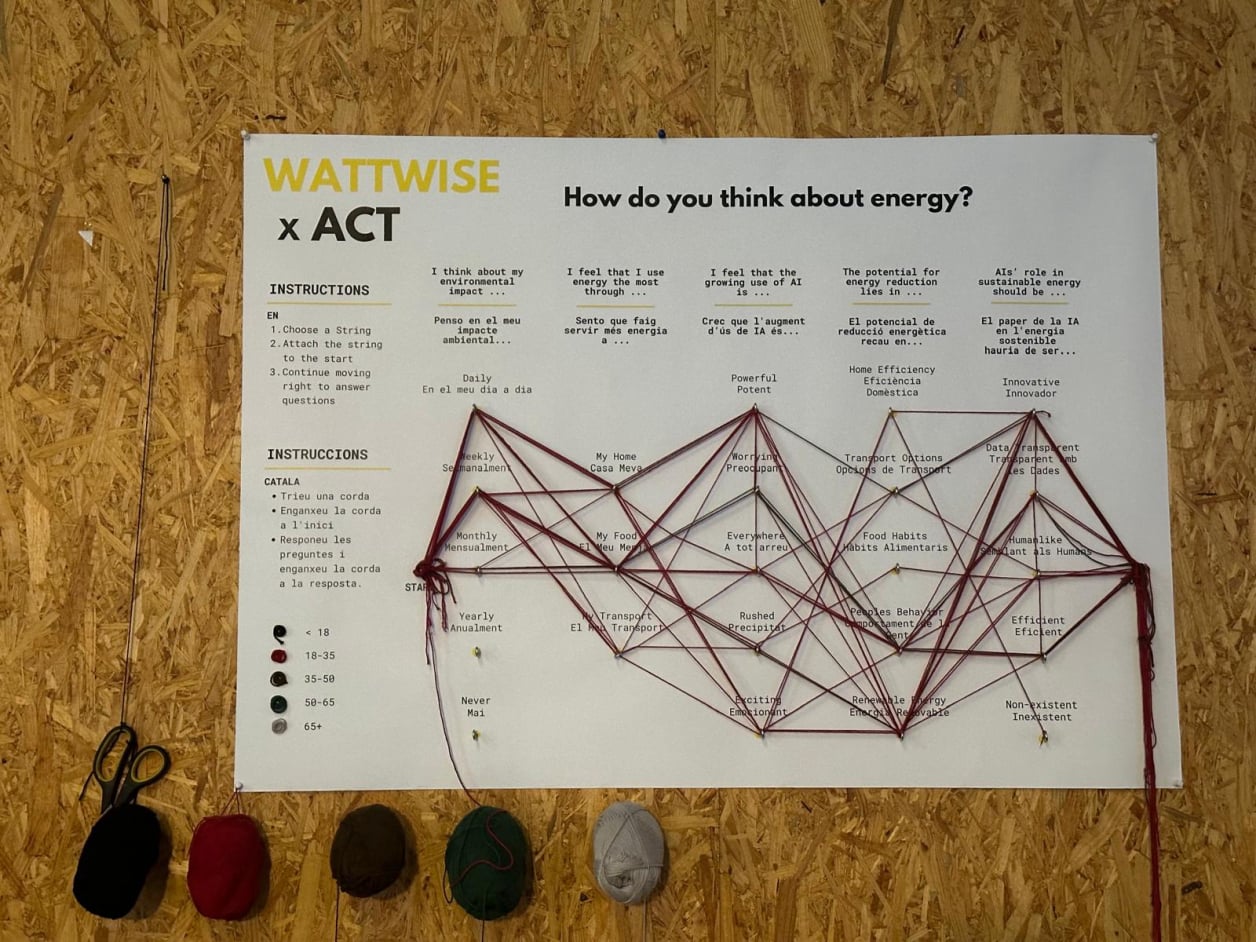 WATTWISE
x ACT
How do you think about energy?
INSTRUCTIONS
EN
1. Choose a String
2. Attach the string
to the start
3. Continue moving
right to answer
questions
INSTRUCCIONS
CATALA
• Trieu una corda
• Enganxeu la corda
a l'inici
• Responeu les
preguntes i
enganxeu la corda
a la resposta.
< 18
18-35
35-50
50-65
65+
I think about my
environmental
impact ...
Penso en el meu
impacte
ambiental...
Daily
En el meu dia a dia
Weekly
Setmanalment
Monthly
Mensualment
START
Yearly
Anualment
Never
Mai
I feel that I use
energy the most
through ...
Sento que faig
servir més energia
a ...
My Home
Casa Meva
My Food
El Meu Menjar
My Transport
El Meu Transport
I feel that the
growing use of AI
is ...
Crec que l'augment
d'ús de IA és...
Powerful
Potent
Worrying
Preocupant
Everywhere
A tot arreu
Rushed
Precipitat
Exciting
Emocionant
The potential for
energy reduction
lies in ...
El potencial de
reducció energètica
recau en...
Home Efficiency
Eficiència
Domèstica
Transport Options
Opcions de Transport
Food Habits
Hàbits Alimentaris
Peoples Behavior
Comportament de la
Gent
Renewable Energy
Energia Renovable
AIs' role in
sustainable energy
should be ...
El paper de la IA
en l'energia
sostenible
hauria de ser...
Innovative
Innovador
Data Transparent
Transparent amb
les Dades
Humanlike
Semblant als Humans
Efficient
Eficient
Non-existent
Inexistent